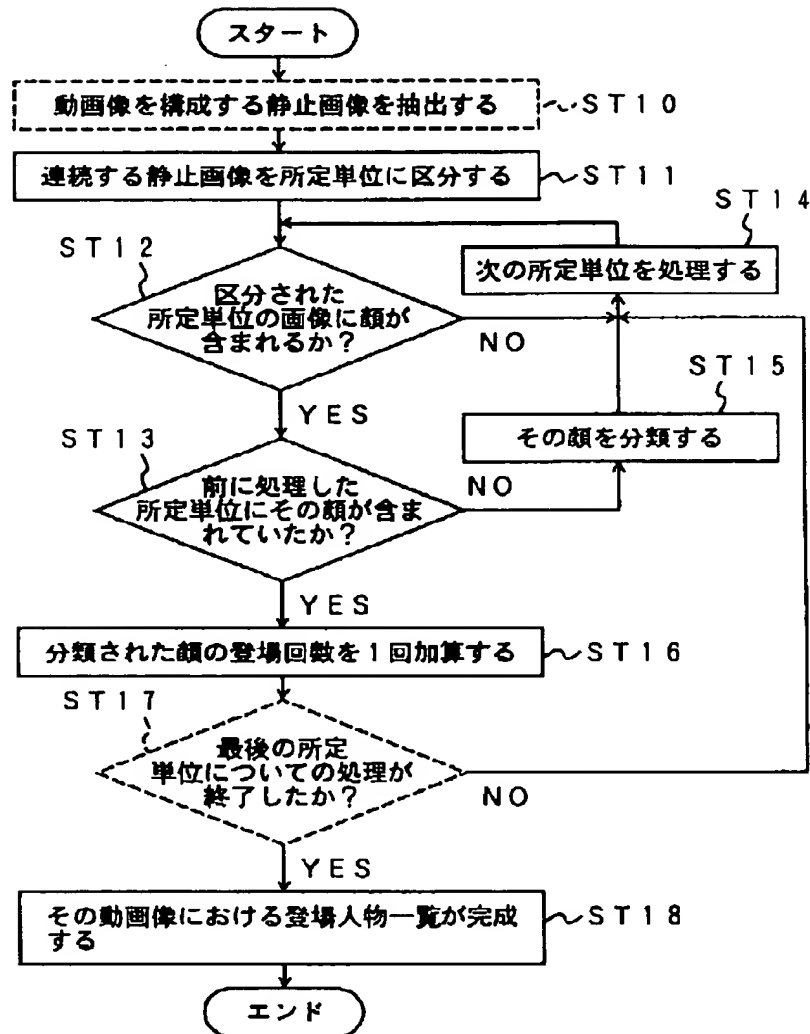 スタート
動画像を構成する静止画像を抽出する
ST10
連続する静止画像を所定単位に区分する
ST11
ST14
次の所定単位を処理する
ST12
区分された
所定単位の画像に顔が
含まれるか？
NO
YES
ST15
その顔を分類する
ST13
前に処理した
所定単位にその顔が含ま
れていたか？
NO
YES
分類された顔の登場回数を1回加算する
ST16
ST17
最後の所定
単位についての処理が
終了したか？
NO
YES
その動画像における登場人物一覧が完成
する
ST18
エンド